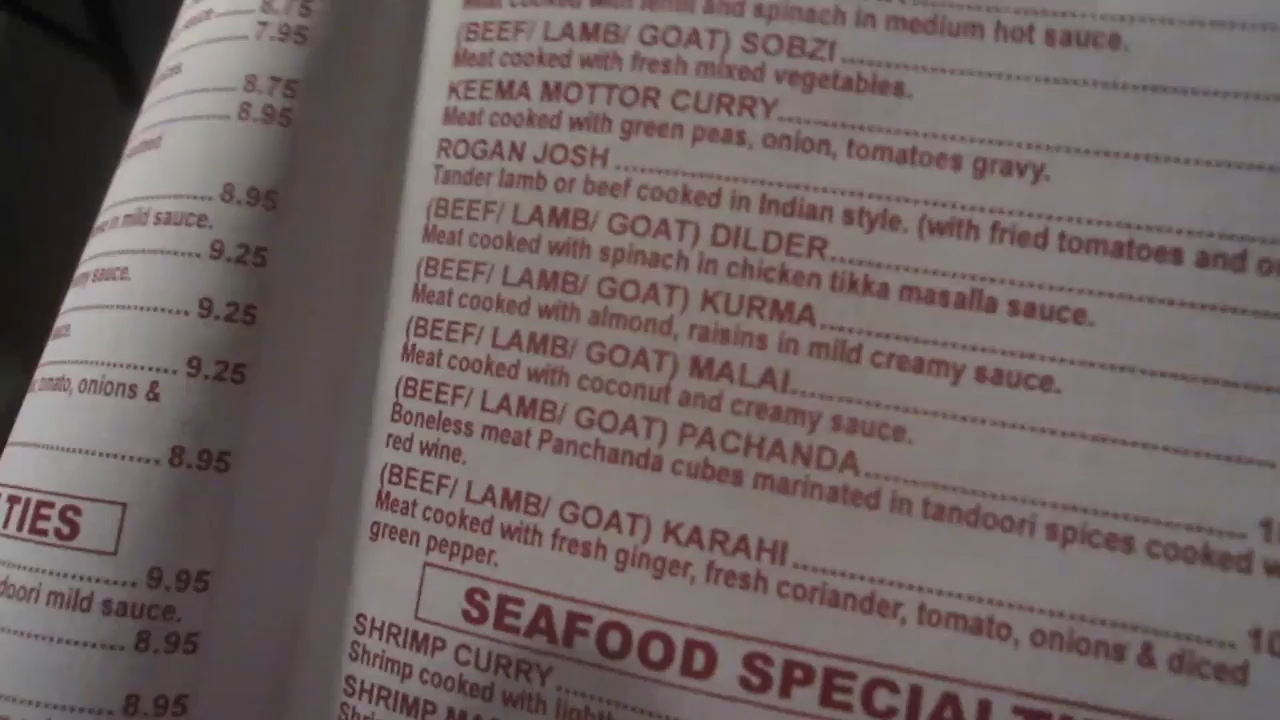 8.75
7.95
8.75
8.95
8.95
in mild sauce.
9.25
sauce.
9.25
9.25
tomato, onions &
8.95
TIES
9.95
mild sauce.
8.95
8.95
and spinach in medium hot sauce.
(BEEF/ LAMB/ GOAT) SOBZI
Meat cooked with fresh mixed vegetables.
KEEMA MOTTOR CURRY
Meat cooked with green peas, onion, tomatoes gravy.
ROGAN JOSH
Tander lamb or beef cooked in Indian style. (with fried tomatoes and
(BEEF/ LAMB/ GOAT) DILDER
Meat cooked with spinach in chicken tikka masalla sauce.
(BEEF/ LAMB/ GOAT) KURMA
Meat cooked with almond, raisins in mild creamy sauce.
(BEEF/ LAMB/ GOAT) MALAI
Meat cooked with coconut and creamy sauce.
(BEEF/ LAMB/ GOAT) PACHANDA
Boneless meat Panchanda cubes marinated in tandoori spices cooked
red wine.
(BEEF/ LAMB/ GOAT) KARAHI
Meat cooked with fresh ginger, fresh coriander, tomato, onions & diced
green pepper.
SEAFOOD
SHRIMP CURRY
Shrimp cooked with
SHRIMP